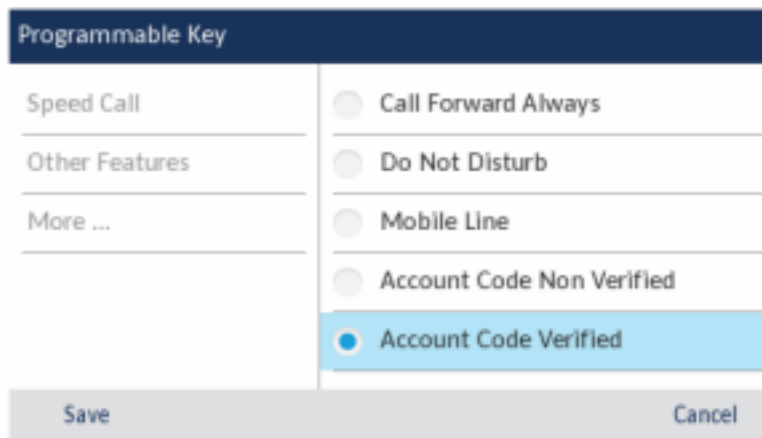 Programmable Key
Speed Call
Other Features
More ...
Call Forward Always
Do Not Disturb
Mobile Line
Account Code Non Verified
Account Code Verified
Save
Cancel